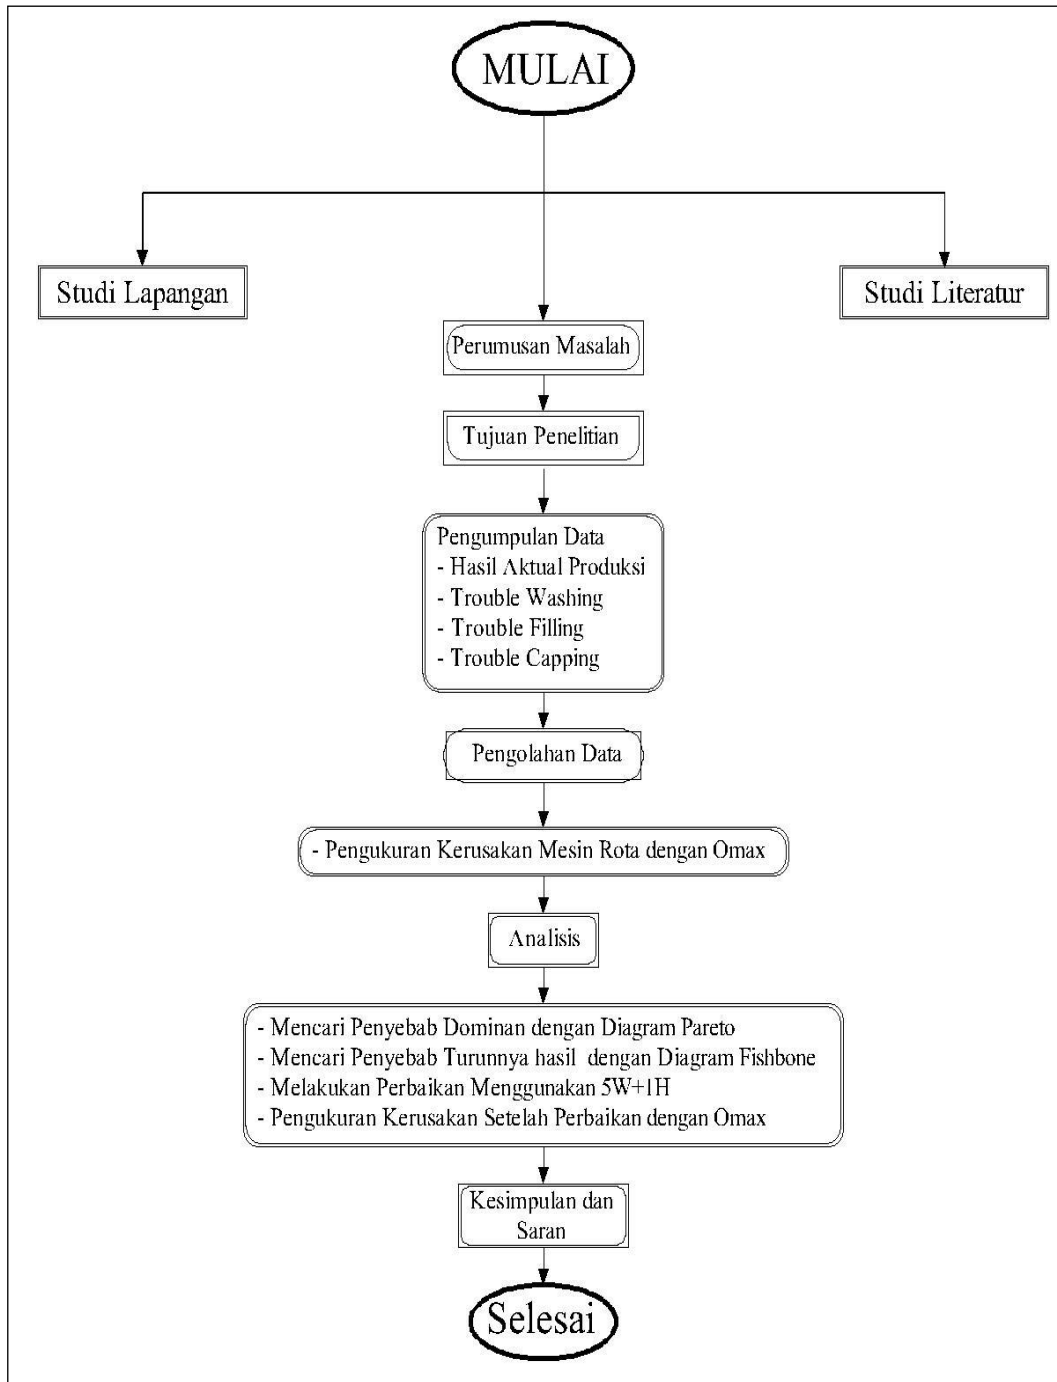 MULAI
Studi Lapangan
Studi Literatur
Perumusan Masalah
Tujuan Penelitian
Pengumpulan Data
- Hasil Aktual Produksi
- Trouble Washing
- Trouble Filling
- Trouble Capping
Pengolahan Data
- Pengukuran Kerusakan Mesin Rota dengan Omax
Analisis
- Mencari Penyebab Dominan dengan Diagram Pareto
- Mencari Penyebab Turunnya hasil dengan Diagram Fishbone
- Melakukan Perbaikan Menggunakan 5W+1H
- Pengukuran Kerusakan Setelah Perbaikan dengan Omax
Kesimpulan dan
Saran
Selesai